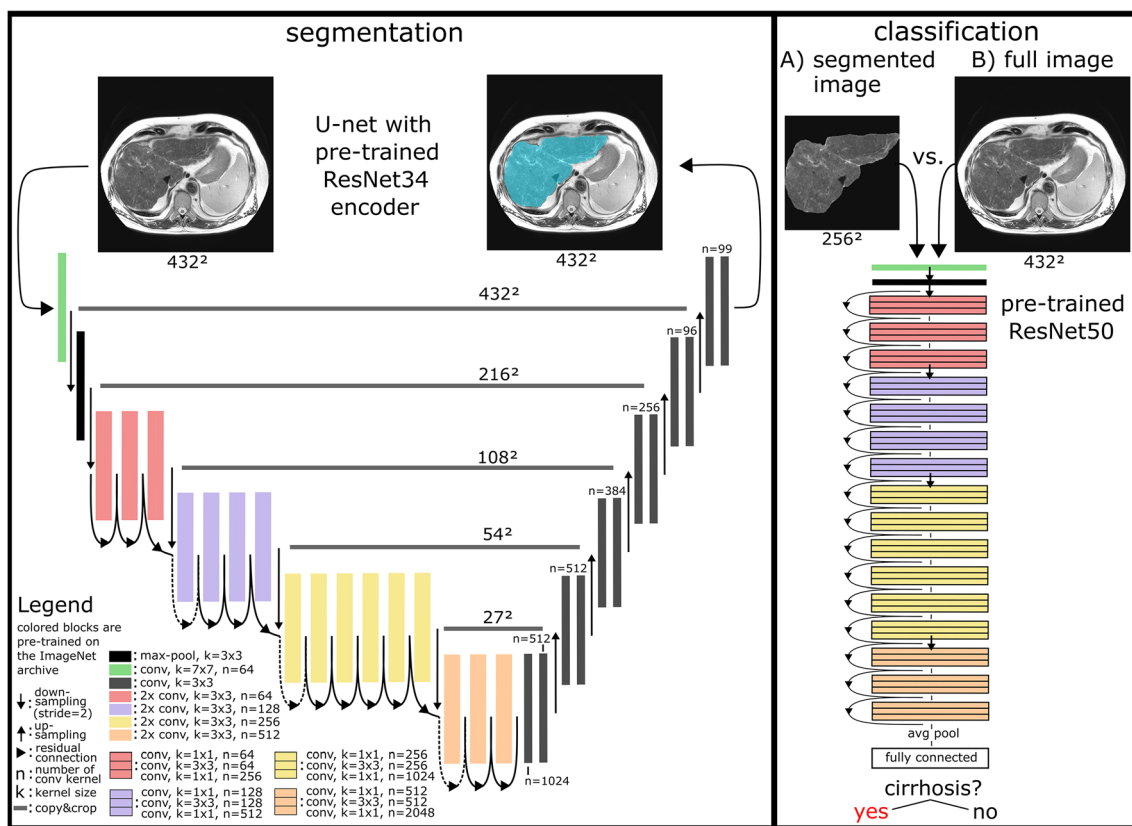 segmentation
U-net with
pre-trained
ResNet34
encoder
432²
432²
n=99
432²
n=96
216²
n=256
108²
n=384
54²
n=512
27²
n=512
n=1024
Legend
colored blocks are
pre-trained on
the ImageNet
archive
: down-
sampling
(stride=2)
: up-
sampling
: residual
connection
n : number of
conv kernel
k : kernel size
: copy&crop
: max-pool, k=3x3
: conv, k=7x7, n=64
: conv, k=3x3
: 2x conv, k=3x3, n=64
: 2x conv, k=3x3, n=128
: 2x conv, k=3x3, n=256
: 2x conv, k=3x3, n=512
conv, k=1x1, n=64
: conv, k=3x3, n=64
conv, k=1x1, n=256
conv, k=1x1, n=128
: conv, k=3x3, n=128
conv, k=1x1, n=512
conv, k=1x1, n=256
: conv, k=3x3, n=256
conv, k=1x1, n=1024
conv, k=1x1, n=512
: conv, k=3x3, n=512
conv, k=1x1, n=2048
classification
A) segmented
image
B) full image
vs.
256²
432²
pre-trained
ResNet50
avg pool
fully connected
cirrhosis?
yes
no